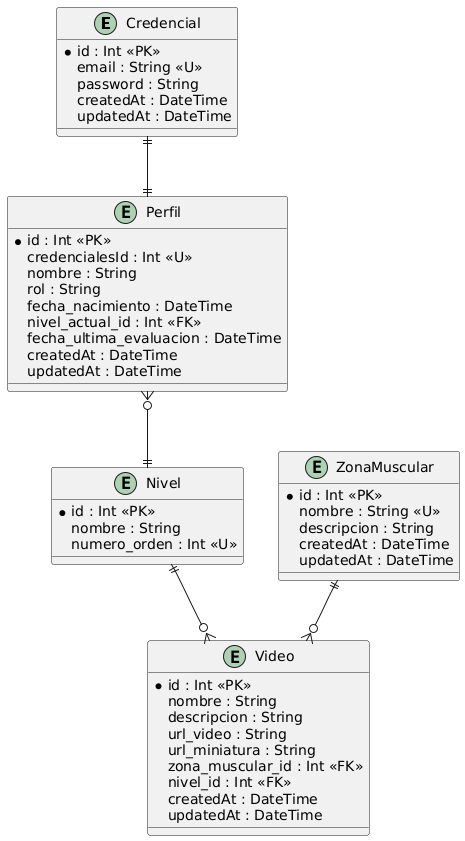 E Credencial
id : Int «PK»
email : String «U»
password : String
createdAt : DateTime
updatedAt : DateTime
E Perfil
id : Int «PK»
credencialesId : Int «U»
nombre : String
rol : String
fecha_nacimiento : DateTime
nivel_actual_id : Int «FK»
fecha_ultima_evaluacion : DateTime
createdAt : DateTime
updatedAt : DateTime
E Nivel
id : Int «PK»
nombre : String
numero_orden : Int «U»
E ZonaMuscular
id : Int «PK»
nombre : String «U»
descripcion : String
createdAt : DateTime
updatedAt : DateTime
E Video
id : Int «PK»
nombre : String
descripcion : String
url_video : String
url_miniatura : String
zona_muscular_id : Int «FK»
nivel_id : Int «FK»
createdAt : DateTime
updatedAt : DateTime